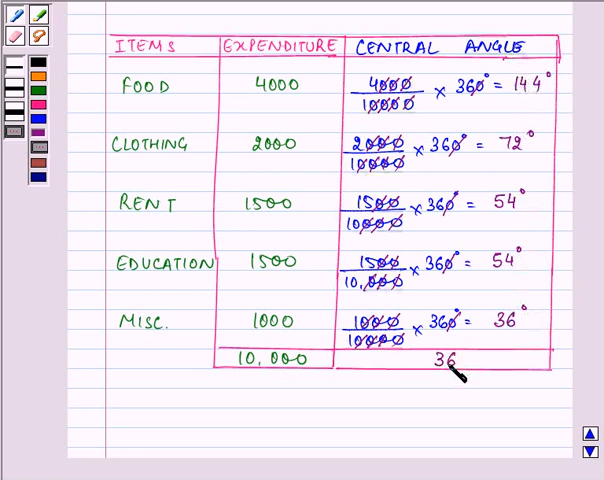 ITEMS EXPENDITURE CENTRAL ANGLE
FOOD 4000 4000/10000 × 360° = 144°
CLOTHING 2000 2000/10000 × 360° = 72°
RENT 1500 1500/10000 × 360° = 54°
EDUCATION 1500 1500/10,000 × 360° = 54°
MISC. 1000 1000/10000 × 360° = 36°
10,000 36